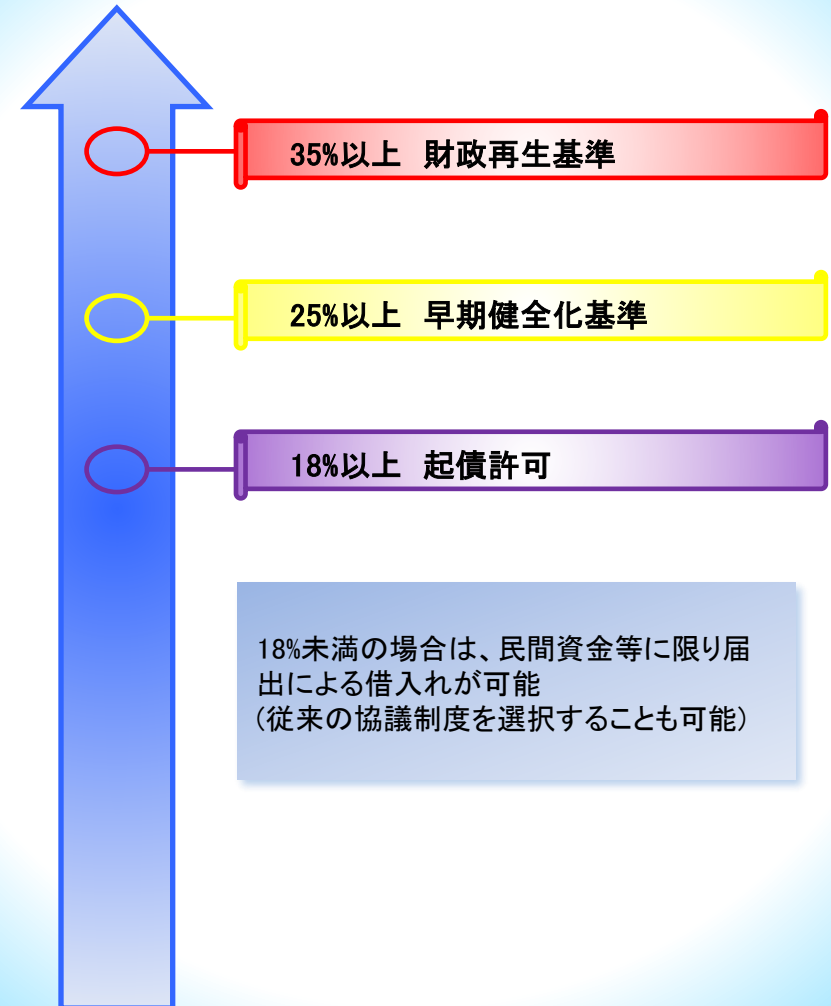 35%以上　財政再生基準
25%以上　早期健全化基準
18%以上　起債許可
18%未満の場合は、民間資金等に限り届
出による借入れが可能
(従来の協議制度を選択することも可能)